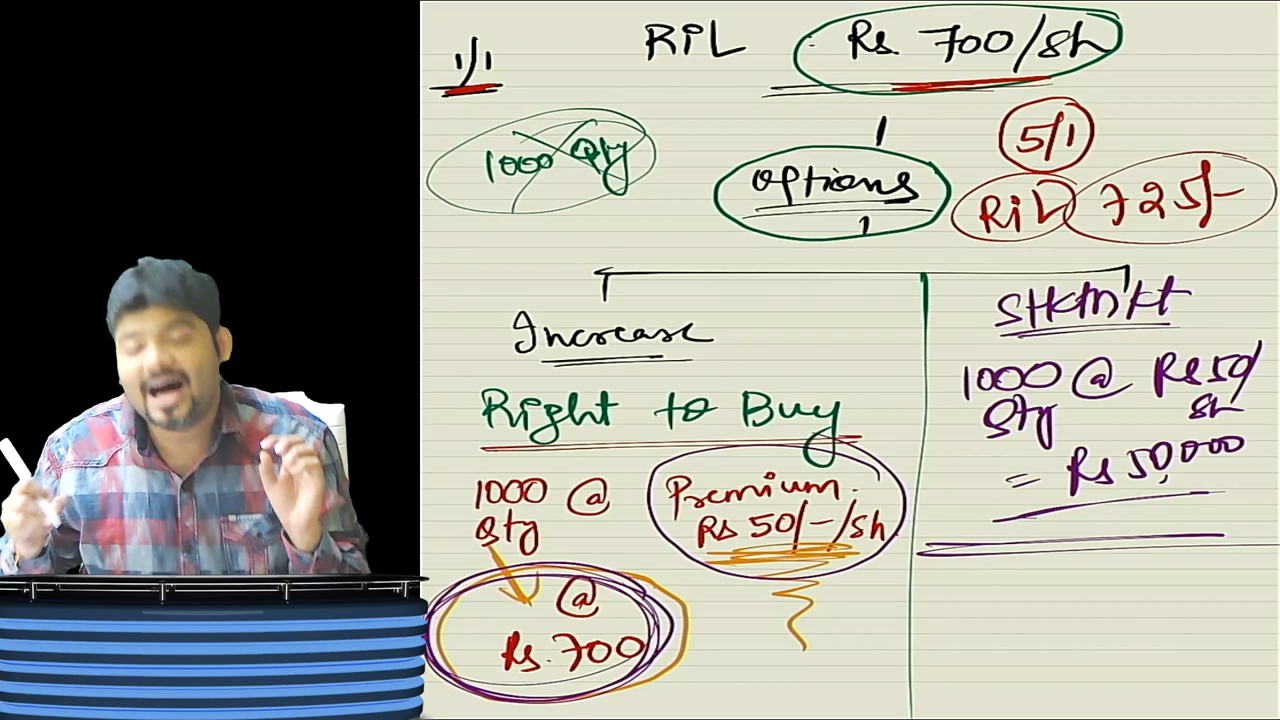 1/1
RiL Rs. 700/sh
1000 Qty
options
5/1
RiL 725/-
Increase
Right to Buy
1000 @
Qty
Premium.
Rs 50/-/sh
@
Rs. 700
StkMkt
1000 @ Rs 50/
Qty sh
= Rs 50,000